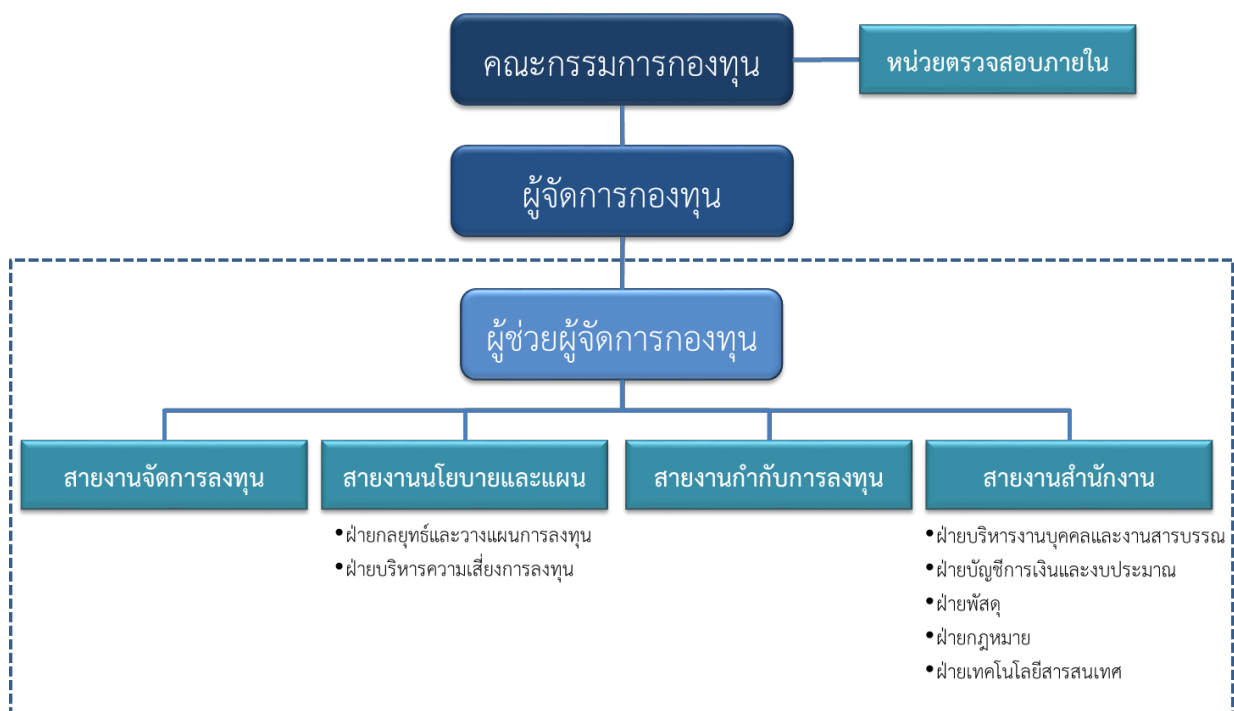 คณะกรรมการกองทุน
หน่วยตรวจสอบภายใน
ผู้จัดการกองทุน
ผู้ช่วยผู้จัดการกองทุน
สายงานจัดการลงทุน
สายงานนโยบายและแผน
สายงานกำกับการลงทุน
สายงานสำนักงาน
•ฝ่ายกลยุทธ์และวางแผนการลงทุน
•ฝ่ายบริหารความเสี่ยงการลงทุน
•ฝ่ายบริหารงานบุคคลและงานสารบรรณ
•ฝ่ายบัญชีการเงินและงบประมาณ
•ฝ่ายพัสดุ
•ฝ่ายกฎหมาย
•ฝ่ายเทคโนโลยีสารสนเทศ